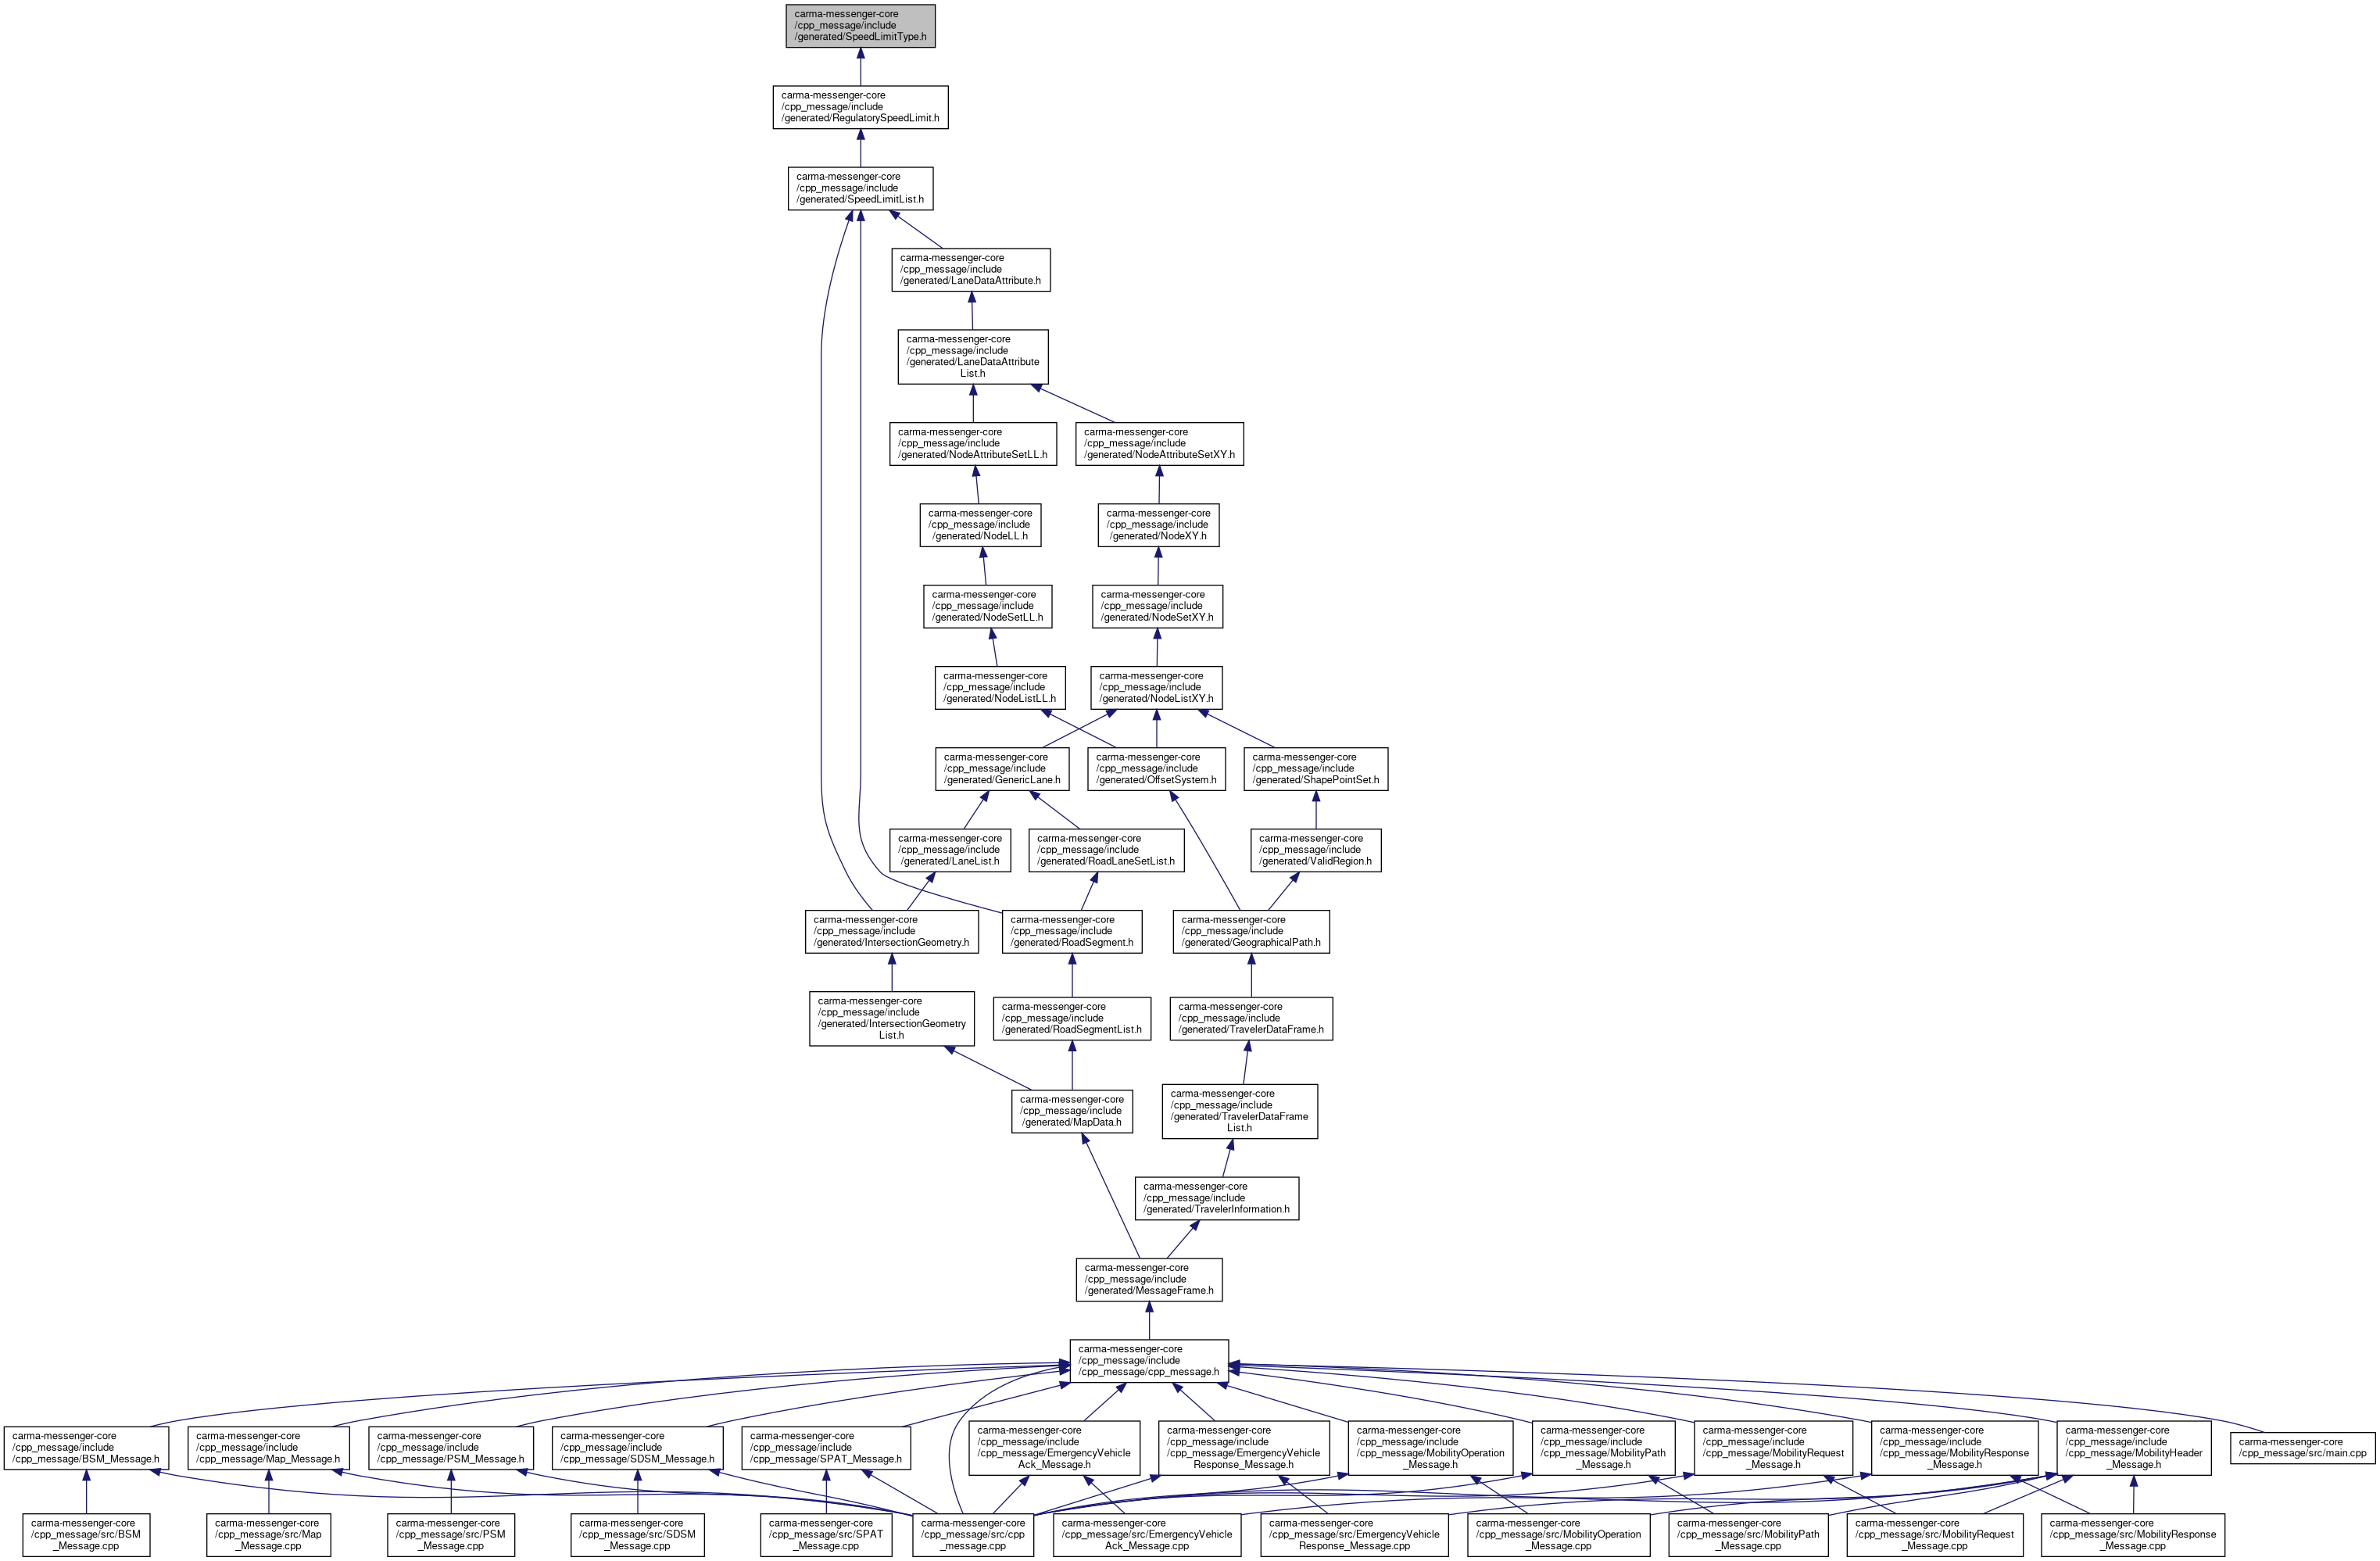 carma-messenger-core
/cpp_message/include
/generated/SpeedLimitType.h
carma-messenger-core
/cpp_message/include
/generated/RegulatorySpeedLimit.h
carma-messenger-core
/cpp_message/include
/generated/SpeedLimitList.h
carma-messenger-core
/cpp_message/include
/generated/LaneDataAttribute.h
carma-messenger-core
/cpp_message/include
/generated/LaneDataAttribute
List.h
carma-messenger-core
/cpp_message/include
/generated/NodeAttributeSetLL.h
carma-messenger-core
/cpp_message/include
/generated/NodeAttributeSetXY.h
carma-messenger-core
/cpp_message/include
/generated/NodeLL.h
carma-messenger-core
/cpp_message/include
/generated/NodeXY.h
carma-messenger-core
/cpp_message/include
/generated/NodeSetLL.h
carma-messenger-core
/cpp_message/include
/generated/NodeSetXY.h
carma-messenger-core
/cpp_message/include
/generated/NodeListLL.h
carma-messenger-core
/cpp_message/include
/generated/NodeListXY.h
carma-messenger-core
/cpp_message/include
/generated/GenericLane.h
carma-messenger-core
/cpp_message/include
/generated/OffsetSystem.h
carma-messenger-core
/cpp_message/include
/generated/ShapePointSet.h
carma-messenger-core
/cpp_message/include
/generated/LaneList.h
carma-messenger-core
/cpp_message/include
/generated/RoadLaneSetList.h
carma-messenger-core
/cpp_message/include
/generated/ValidRegion.h
carma-messenger-core
/cpp_message/include
/generated/IntersectionGeometry.h
carma-messenger-core
/cpp_message/include
/generated/RoadSegment.h
carma-messenger-core
/cpp_message/include
/generated/GeographicalPath.h
carma-messenger-core
/cpp_message/include
/generated/IntersectionGeometry
List.h
carma-messenger-core
/cpp_message/include
/generated/RoadSegmentList.h
carma-messenger-core
/cpp_message/include
/generated/TravelerDataFrame.h
carma-messenger-core
/cpp_message/include
/generated/MapData.h
carma-messenger-core
/cpp_message/include
/generated/TravelerDataFrame
List.h
carma-messenger-core
/cpp_message/include
/generated/TravelerInformation.h
carma-messenger-core
/cpp_message/include
/generated/MessageFrame.h
carma-messenger-core
/cpp_message/include
/cpp_message/cpp_message.h
carma-messenger-core
/cpp_message/include
/cpp_message/BSM_Message.h
carma-messenger-core
/cpp_message/include
/cpp_message/Map_Message.h
carma-messenger-core
/cpp_message/include
/cpp_message/PSM_Message.h
carma-messenger-core
/cpp_message/include
/cpp_message/SDSM_Message.h
carma-messenger-core
/cpp_message/include
/cpp_message/SPAT_Message.h
carma-messenger-core
/cpp_message/include
/cpp_message/EmergencyVehicle
Ack_Message.h
carma-messenger-core
/cpp_message/include
/cpp_message/EmergencyVehicle
Response_Message.h
carma-messenger-core
/cpp_message/include
/cpp_message/MobilityOperation
_Message.h
carma-messenger-core
/cpp_message/include
/cpp_message/MobilityPath
_Message.h
carma-messenger-core
/cpp_message/include
/cpp_message/MobilityRequest
_Message.h
carma-messenger-core
/cpp_message/include
/cpp_message/MobilityResponse
_Message.h
carma-messenger-core
/cpp_message/include
/cpp_message/MobilityHeader
_Message.h
carma-messenger-core
/cpp_message/src/main.cpp
carma-messenger-core
/cpp_message/src/BSM
_Message.cpp
carma-messenger-core
/cpp_message/src/Map
_Message.cpp
carma-messenger-core
/cpp_message/src/PSM
_Message.cpp
carma-messenger-core
/cpp_message/src/SDSM
_Message.cpp
carma-messenger-core
/cpp_message/src/SPAT
_Message.cpp
carma-messenger-core
/cpp_message/src/cpp
_message.cpp
carma-messenger-core
/cpp_message/src/EmergencyVehicle
Ack_Message.cpp
carma-messenger-core
/cpp_message/src/EmergencyVehicle
Response_Message.cpp
carma-messenger-core
/cpp_message/src/MobilityOperation
_Message.cpp
carma-messenger-core
/cpp_message/src/MobilityPath
_Message.cpp
carma-messenger-core
/cpp_message/src/MobilityRequest
_Message.cpp
carma-messenger-core
/cpp_message/src/MobilityResponse
_Message.cpp